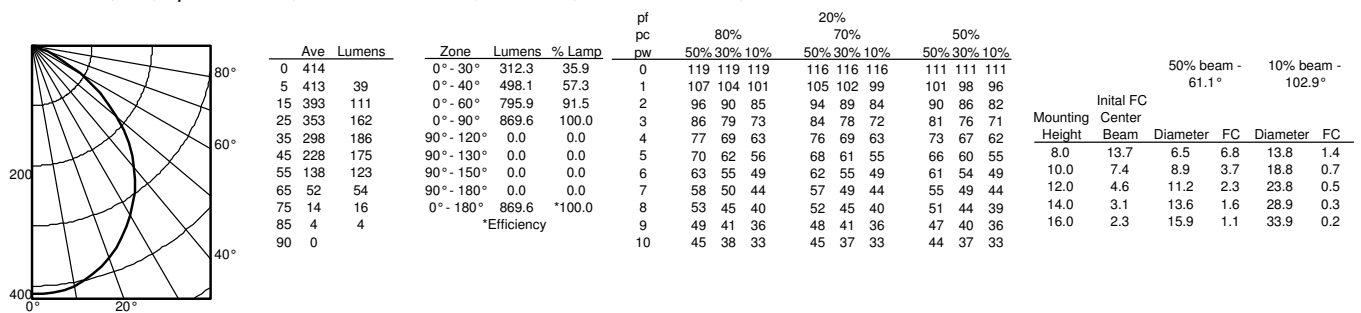 80°
60°
40°
200
400
0° 20°
Ave Lumens
0 414
5 413 39
15 393 111
25 353 162
35 298 186
45 228 175
55 138 123
65 52 54
75 14 16
85 4 4
90 0
Zone Lumens % Lamp
0° - 30° 312.3 35.9
0° - 40° 498.1 57.3
0° - 60° 795.9 91.5
0° - 90° 869.6 100.0
90° - 120° 0.0 0.0
90° - 130° 0.0 0.0
90° - 150° 0.0 0.0
90° - 180° 0.0 0.0
0° - 180° 869.6 *100.0
*Efficiency
pf 20%
pc 80% 70% 50%
pw 50% 30% 10% 50% 30% 10% 50% 30% 10%
0 119 119 119 116 116 116 111 111 111
1 107 104 101 105 102 99 101 98 96
2 96 90 85 94 89 84 90 86 82
3 86 79 73 84 78 72 81 76 71
4 77 69 63 76 69 63 73 67 62
5 70 62 56 68 61 55 66 60 55
6 63 55 49 62 55 49 61 54 49
7 58 50 44 57 49 44 55 49 44
8 53 45 40 52 45 40 51 44 39
9 49 41 36 48 41 36 47 40 36
10 45 38 33 45 37 33 44 37 33
50% beam - 10% beam -
61.1° 102.9°
Inital FC
Mounting Center
Height Beam Diameter FC Diameter FC
8.0 13.7 6.5 6.8 13.8 1.4
10.0 7.4 8.9 3.7 18.8 0.7
12.0 4.6 11.2 2.3 23.8 0.5
14.0 3.1 13.6 1.6 28.9 0.3
16.0 2.3 15.9 1.1 33.9 0.2